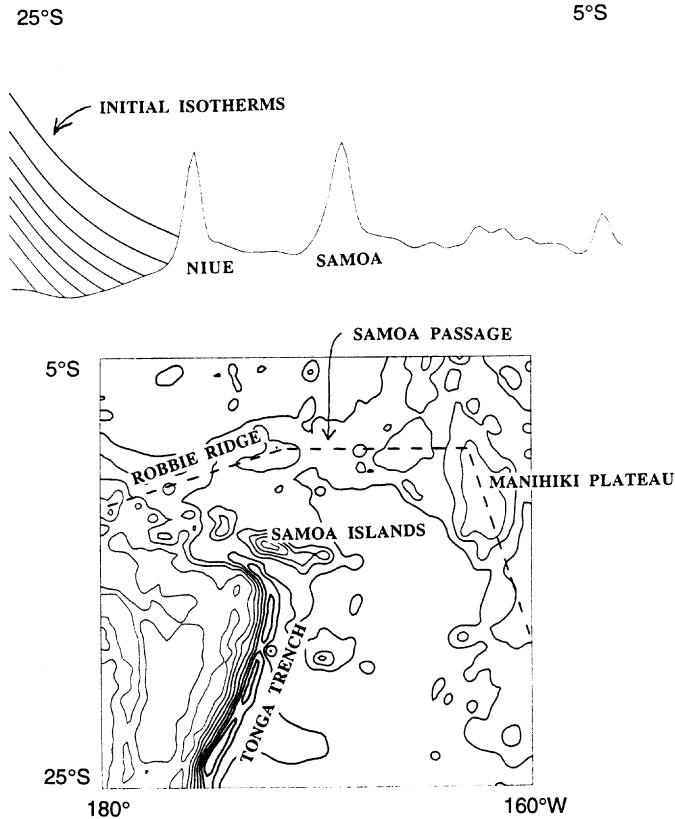 25°S 5°S
INITIAL ISOTHERMS
NIUE SAMOA
SAMOA PASSAGE
5°S
ROBBIE RIDGE
MANIHIKI PLATEAU
SAMOA ISLANDS
TONGA TRENCH
25°S
180° 160°W